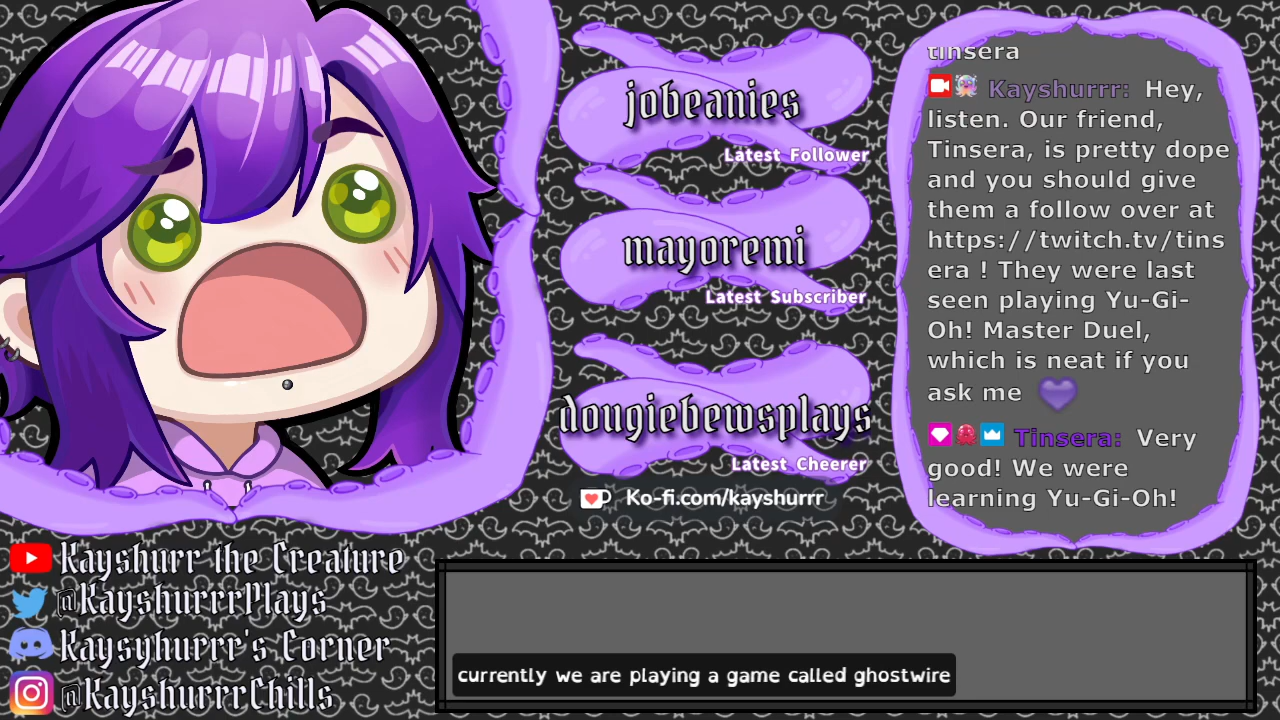 jobeanies
Latest Follower
mayoremi
Latest Subscriber
dougiebewsplays
Latest Cheerer
Ko-fi.com/kayshurrr
tinsera
Kayshurrr: Hey,
listen. Our friend,
Tinsera, is pretty dope
and you should give
them a follow over at
https://twitch.tv/tins
era ! They were last
seen playing Yu-Gi-
Oh! Master Duel,
which is neat if you
ask me
Tinsera: Very
good! We were
learning Yu-Gi-Oh!
Kayshurr the Creature
@KayshurrrPlays
Kaysyhurrr's Corner
@KayshurrrChills
currently we are playing a game called ghostwire